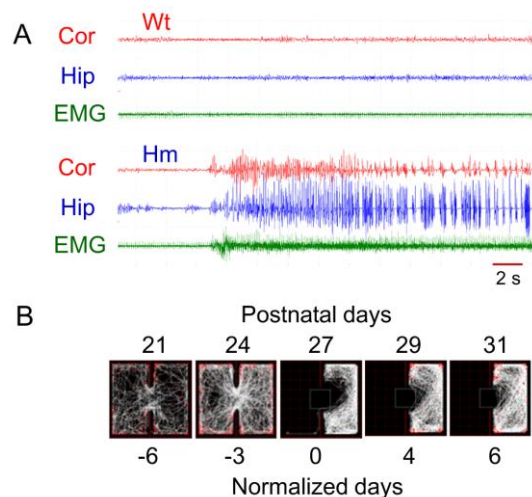 A
Wt
Cor
Hip
EMG
Hm
Cor
Hip
EMG
2 s
B
Postnatal days
21 24 27 29 31
-6 -3 0 4 6
Normalized days